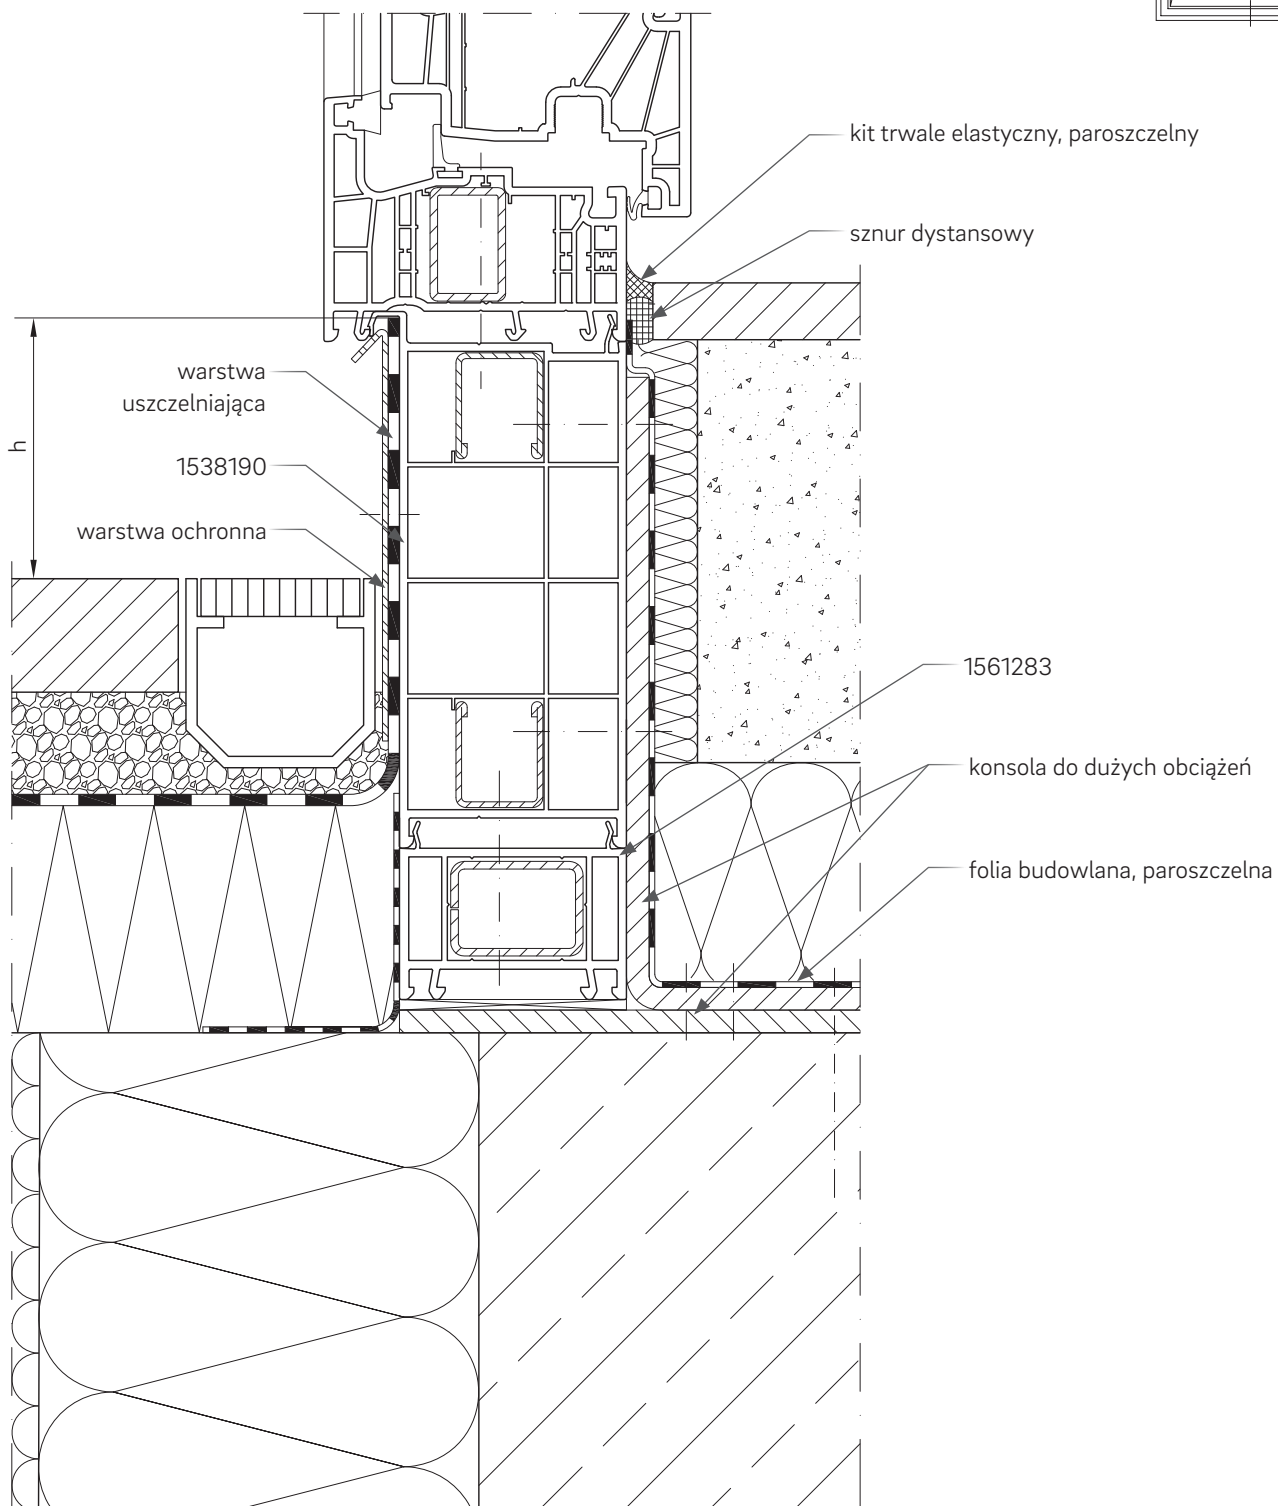 kit trwale elastyczny, paroszczelny
sznur dystansowy
warstwa
uszczelniająca
h
1538190
warstwa ochronna
1561283
konsola do dużych obciążeń
folia budowlana, paroszczelna